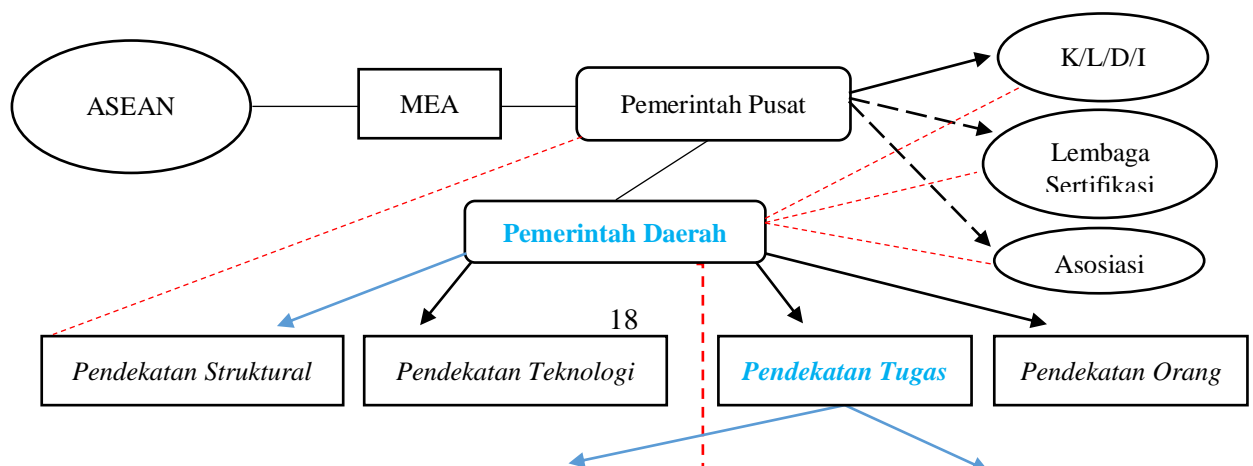 K/L/D/I
ASEAN
MEA
Pemerintah Pusat
Lembaga
Sertifikasi
Pemerintah Daerah
Asosiasi
18
Pendekatan Struktural
Pendekatan Teknologi
Pendekatan Tugas
Pendekatan Orang